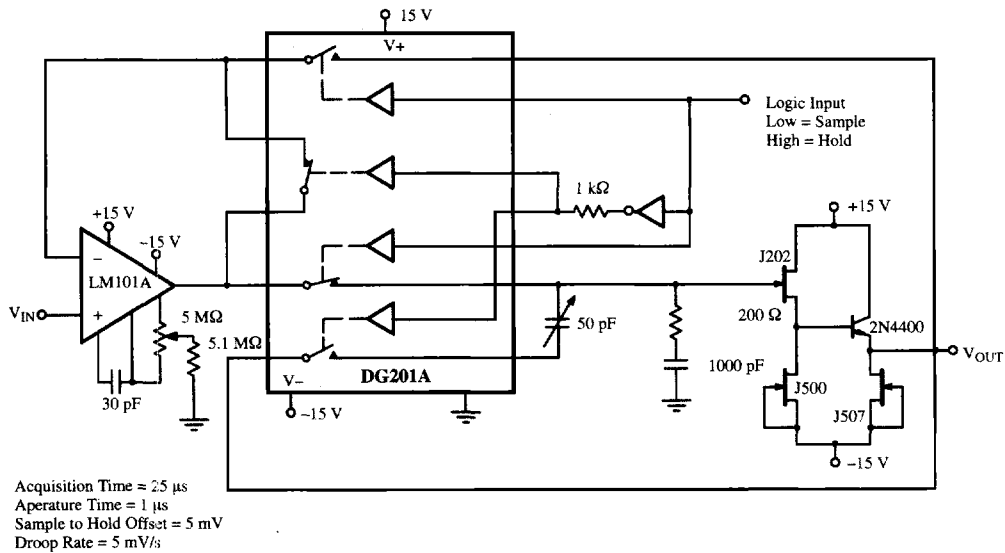 15 V
V+
Logic Input
Low = Sample
High = Hold
1 kΩ
+15 V
−15 V
+15 V
−
LM101A
J202
VIN
+
5 MΩ
200 Ω
50 pF
2N4400
5.1 MΩ
VOUT
V−
DG201A
1000 pF
J500
30 pF
−15 V
J507
−15 V
Acquisition Time = 25 µs
Aperature Time = 1 µs
Sample to Hold Offset = 5 mV
Droop Rate = 5 mV/s